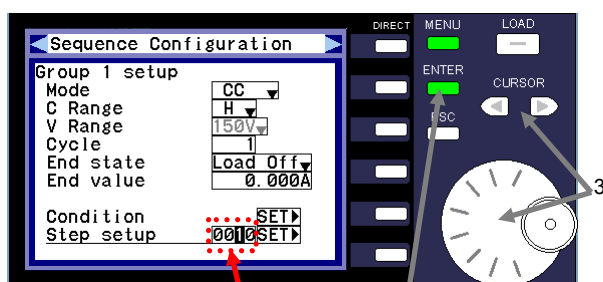 DIRECT MENU LOAD
Sequence Configuration
ENTER
CURSOR
ESC
Group 1 setup
Mode CC
C Range H
V Range 150V
Cycle 1
End state Load Off
End value 0.000A
Condition SET
Step setup 0010 SET
3